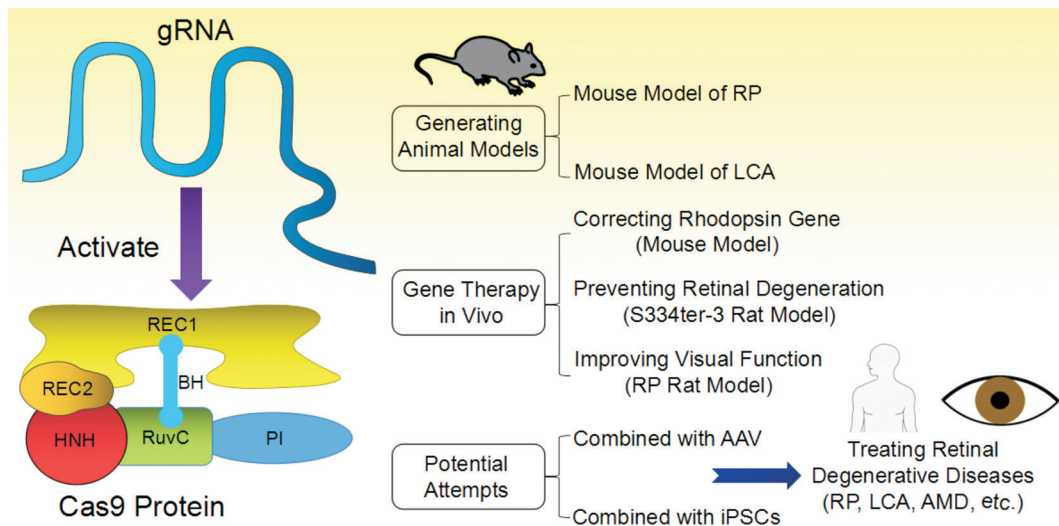 gRNA
Activate
REC1
BH
REC2
HNH
RuvC
PI
Cas9 Protein
Generating
Animal Models
Mouse Model of RP
Mouse Model of LCA
Gene Therapy
in Vivo
Correcting Rhodopsin Gene
(Mouse Model)
Preventing Retinal Degeneration
(S334ter-3 Rat Model)
Improving Visual Function
(RP Rat Model)
Potential
Attempts
Combined with AAV
Combined with iPSCs
Treating Retinal
Degenerative Diseases
(RP, LCA, AMD, etc.)